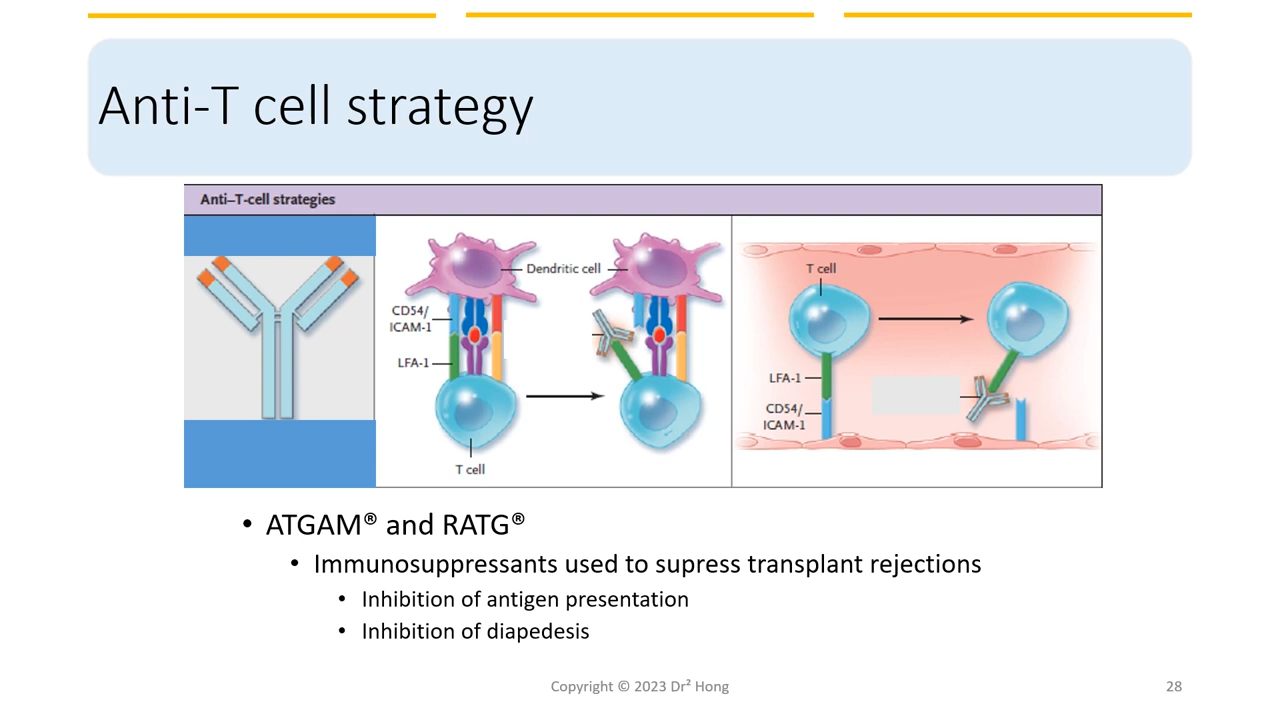 Anti-T cell strategy
Anti–T-cell strategies
Dendritic cell
CD54/
ICAM-1
LFA-1
T cell
T cell
LFA-1
CD54/
ICAM-1
• ATGAM® and RATG®
• Immunosuppressants used to supress transplant rejections
• Inhibition of antigen presentation
• Inhibition of diapedesis
Copyright © 2023 Dr² Hong
28